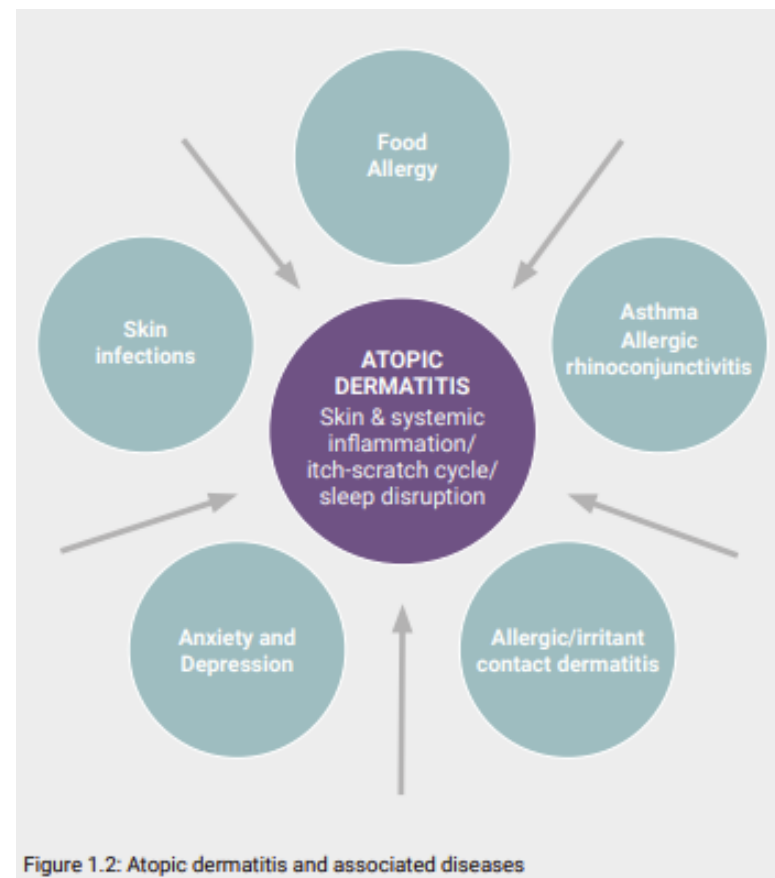 Food
Allergy
Skin
infections
Asthma
Allergic
rhinoconjunctivitis
ATOPIC
DERMATITIS
Skin & systemic
inflammation/
itch-scratch cycle/
sleep disruption
Anxiety and
Depression
Allergic/irritant
contact dermatitis
Figure 1.2: Atopic dermatitis and associated diseases